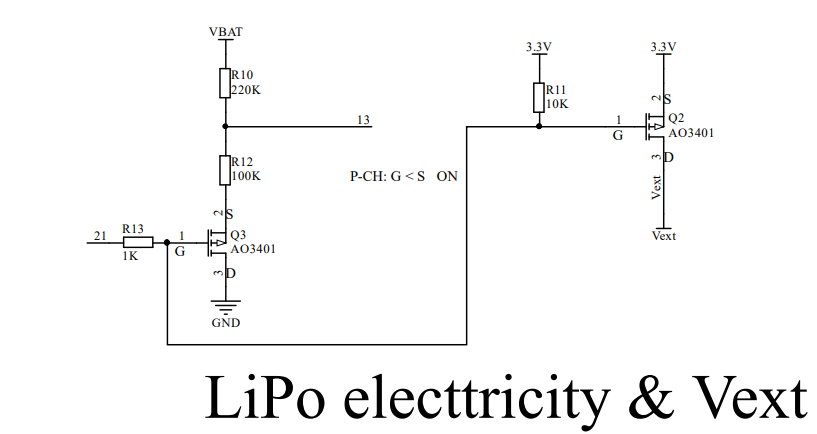 VBAT
R10
220K
13
R12
100K
P-CH: G < S ON
2 S
21
R13
1K
1
G
Q3
AO3401
3 D
GND
3.3V
R11
10K
3.3V
2 S
1
G
Q2
AO3401
3 D
Vext
Vext
LiPo electtricity & Vext